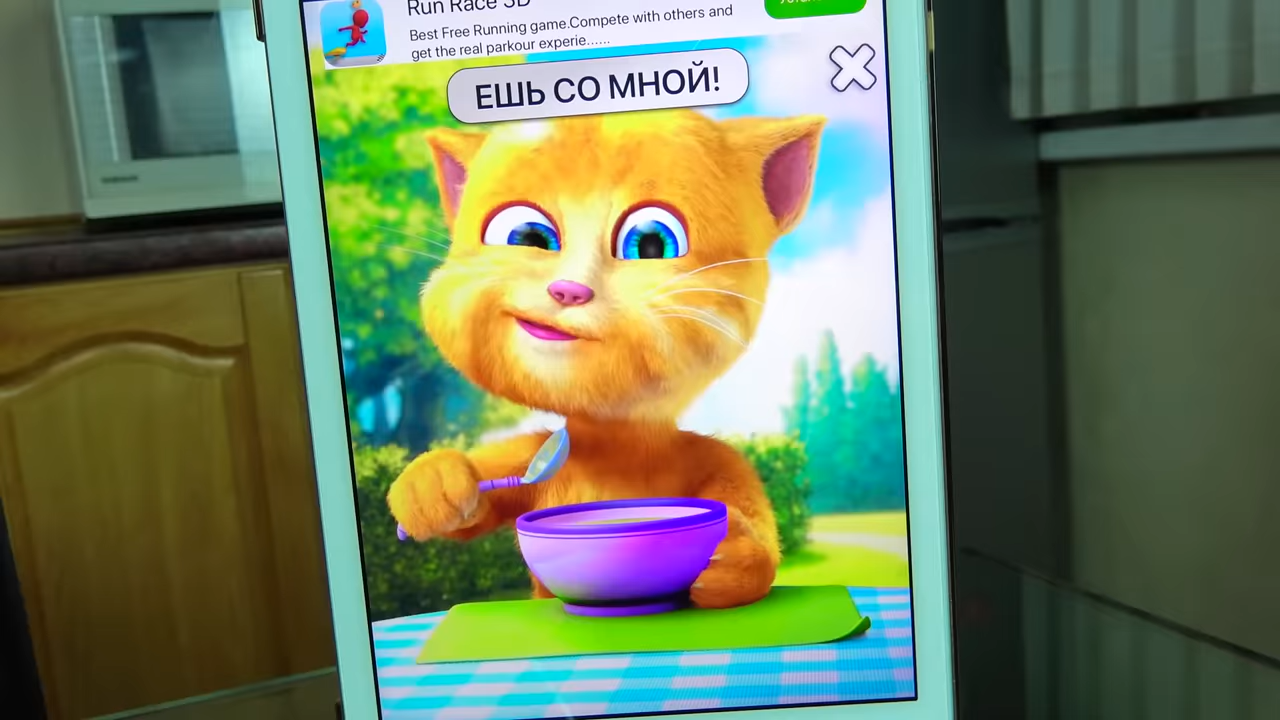 Run Race 3D
Best Free Running game.Compete with others and
get the real parkour experie......
ЕШЬ СО МНОЙ!